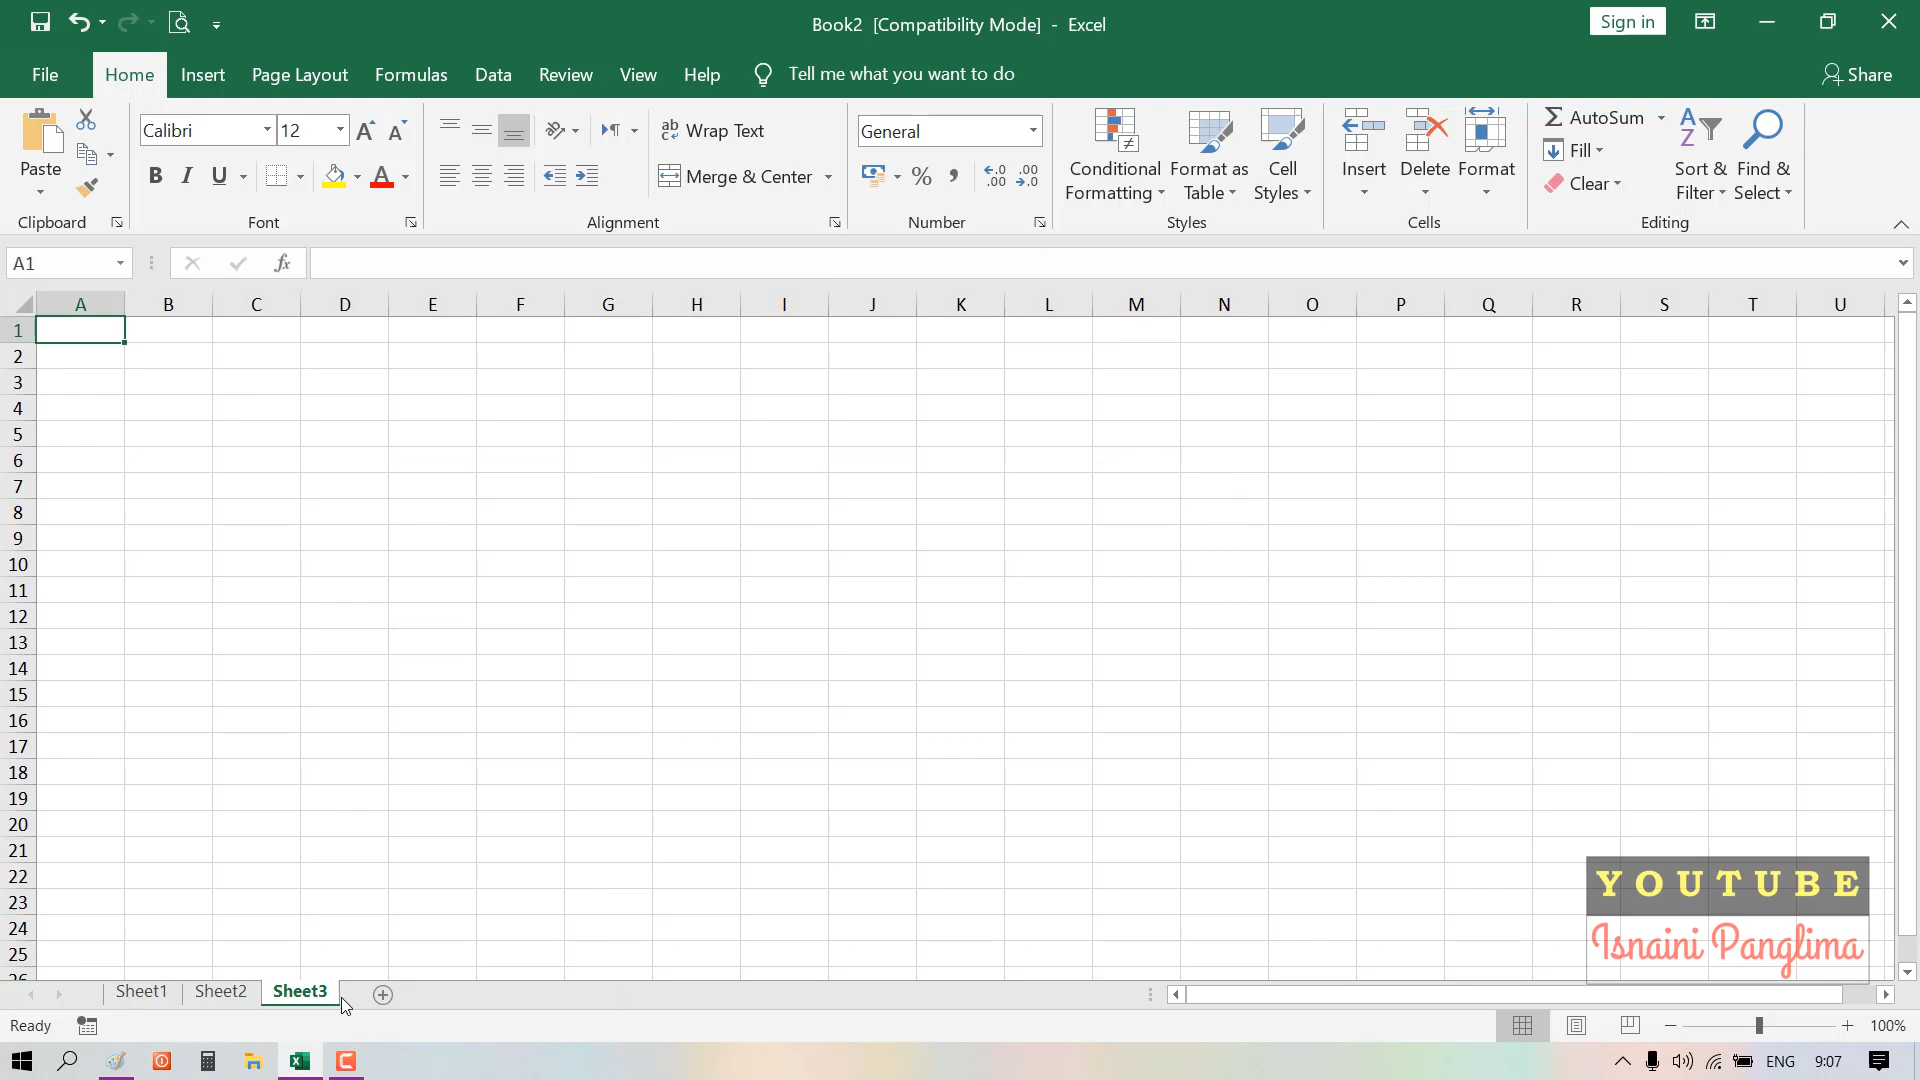 Book2 [Compatibility Mode] - Excel
Sign in
File Home Insert Page Layout Formulas Data Review View Help Tell me what you want to do Share
Paste
Clipboard
Calibri 12
B I U
Font
Wrap Text
Merge & Center
Alignment
General
Number
Conditional Formatting
Format as Table
Cell Styles
Styles
Insert
Delete
Format
Cells
AutoSum
Fill
Clear
Sort & Filter
Find & Select
Editing
A1 fx
A B C D E F G H I J K L M N O P Q R S T U
1
2
3
4
5
6
7
8
9
10
11
12
13
14
15
16
17
18
19
20
21
22
23
24
25
26
YOUTUBE
Isnaini Panglima
Sheet1 Sheet2 Sheet3
Ready
100%
ENG 9:07